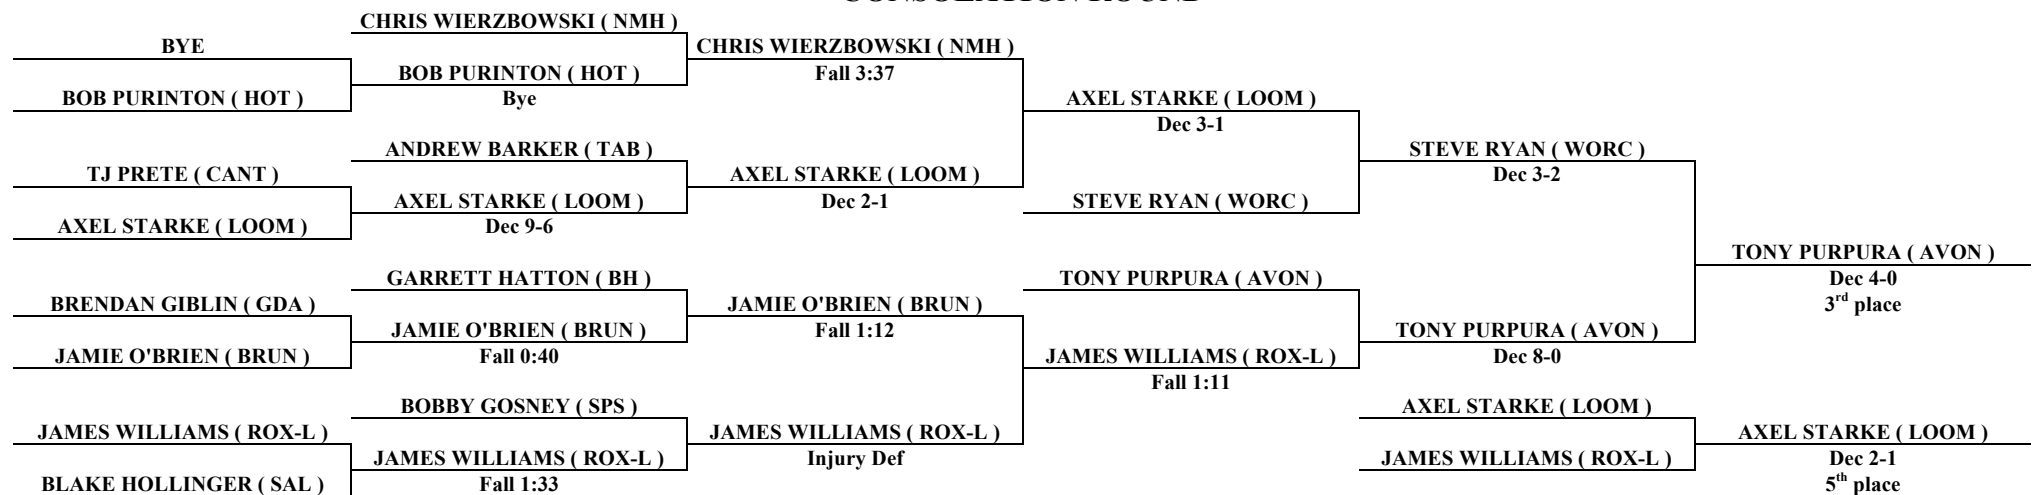 CONSOLATION ROUND
CHRIS WIERZBOWSKI ( NMH )
BYE
CHRIS WIERZBOWSKI ( NMH )
BOB PURINTON ( HOT )
Fall 3:37
BOB PURINTON ( HOT )
Bye
AXEL STARKE ( LOOM )
Dec 3-1
ANDREW BARKER ( TAB )
STEVE RYAN ( WORC )
TJ PRETE ( CANT )
AXEL STARKE ( LOOM )
Dec 3-2
AXEL STARKE ( LOOM )
Dec 2-1
STEVE RYAN ( WORC )
AXEL STARKE ( LOOM )
Dec 9-6
TONY PURPURA ( AVON )
GARRETT HATTON ( BH )
TONY PURPURA ( AVON )
Dec 4-0
BRENDAN GIBLIN ( GDA )
JAMIE O'BRIEN ( BRUN )
3rd place
JAMIE O'BRIEN ( BRUN )
Fall 1:12
TONY PURPURA ( AVON )
JAMIE O'BRIEN ( BRUN )
Fall 0:40
JAMES WILLIAMS ( ROX-L )
Dec 8-0
Fall 1:11
BOBBY GOSNEY ( SPS )
AXEL STARKE ( LOOM )
JAMES WILLIAMS ( ROX-L )
JAMES WILLIAMS ( ROX-L )
AXEL STARKE ( LOOM )
JAMES WILLIAMS ( ROX-L )
Injury Def
JAMES WILLIAMS ( ROX-L )
Dec 2-1
BLAKE HOLLINGER ( SAL )
Fall 1:33
5th place